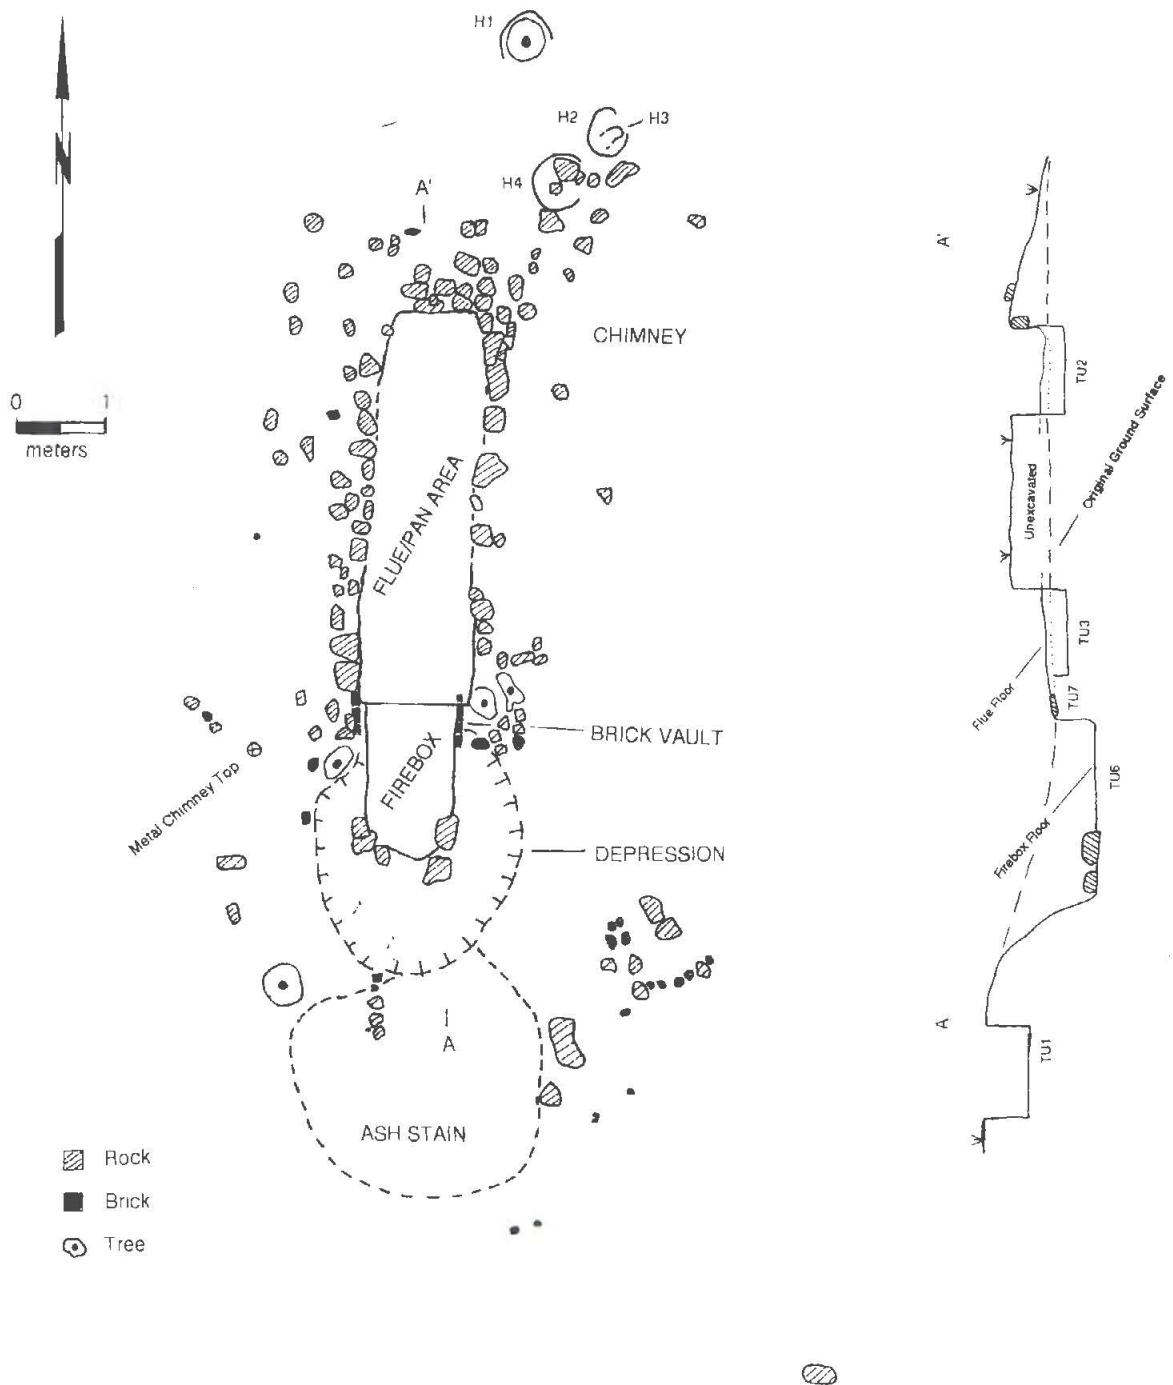 H1
N
H2
H3
H4
A'
A'
CHIMNEY
0 1
meters
TU2
Original Ground Surface
Unexcavated
FLUE/PAN AREA
TU3
Flue Floor
TU7
BRICK VAULT
FIREBOX
Metal Chimney Top
TU6
Firebox Floor
DEPRESSION
A
A
TU1
ASH STAIN
Rock
Brick
Tree